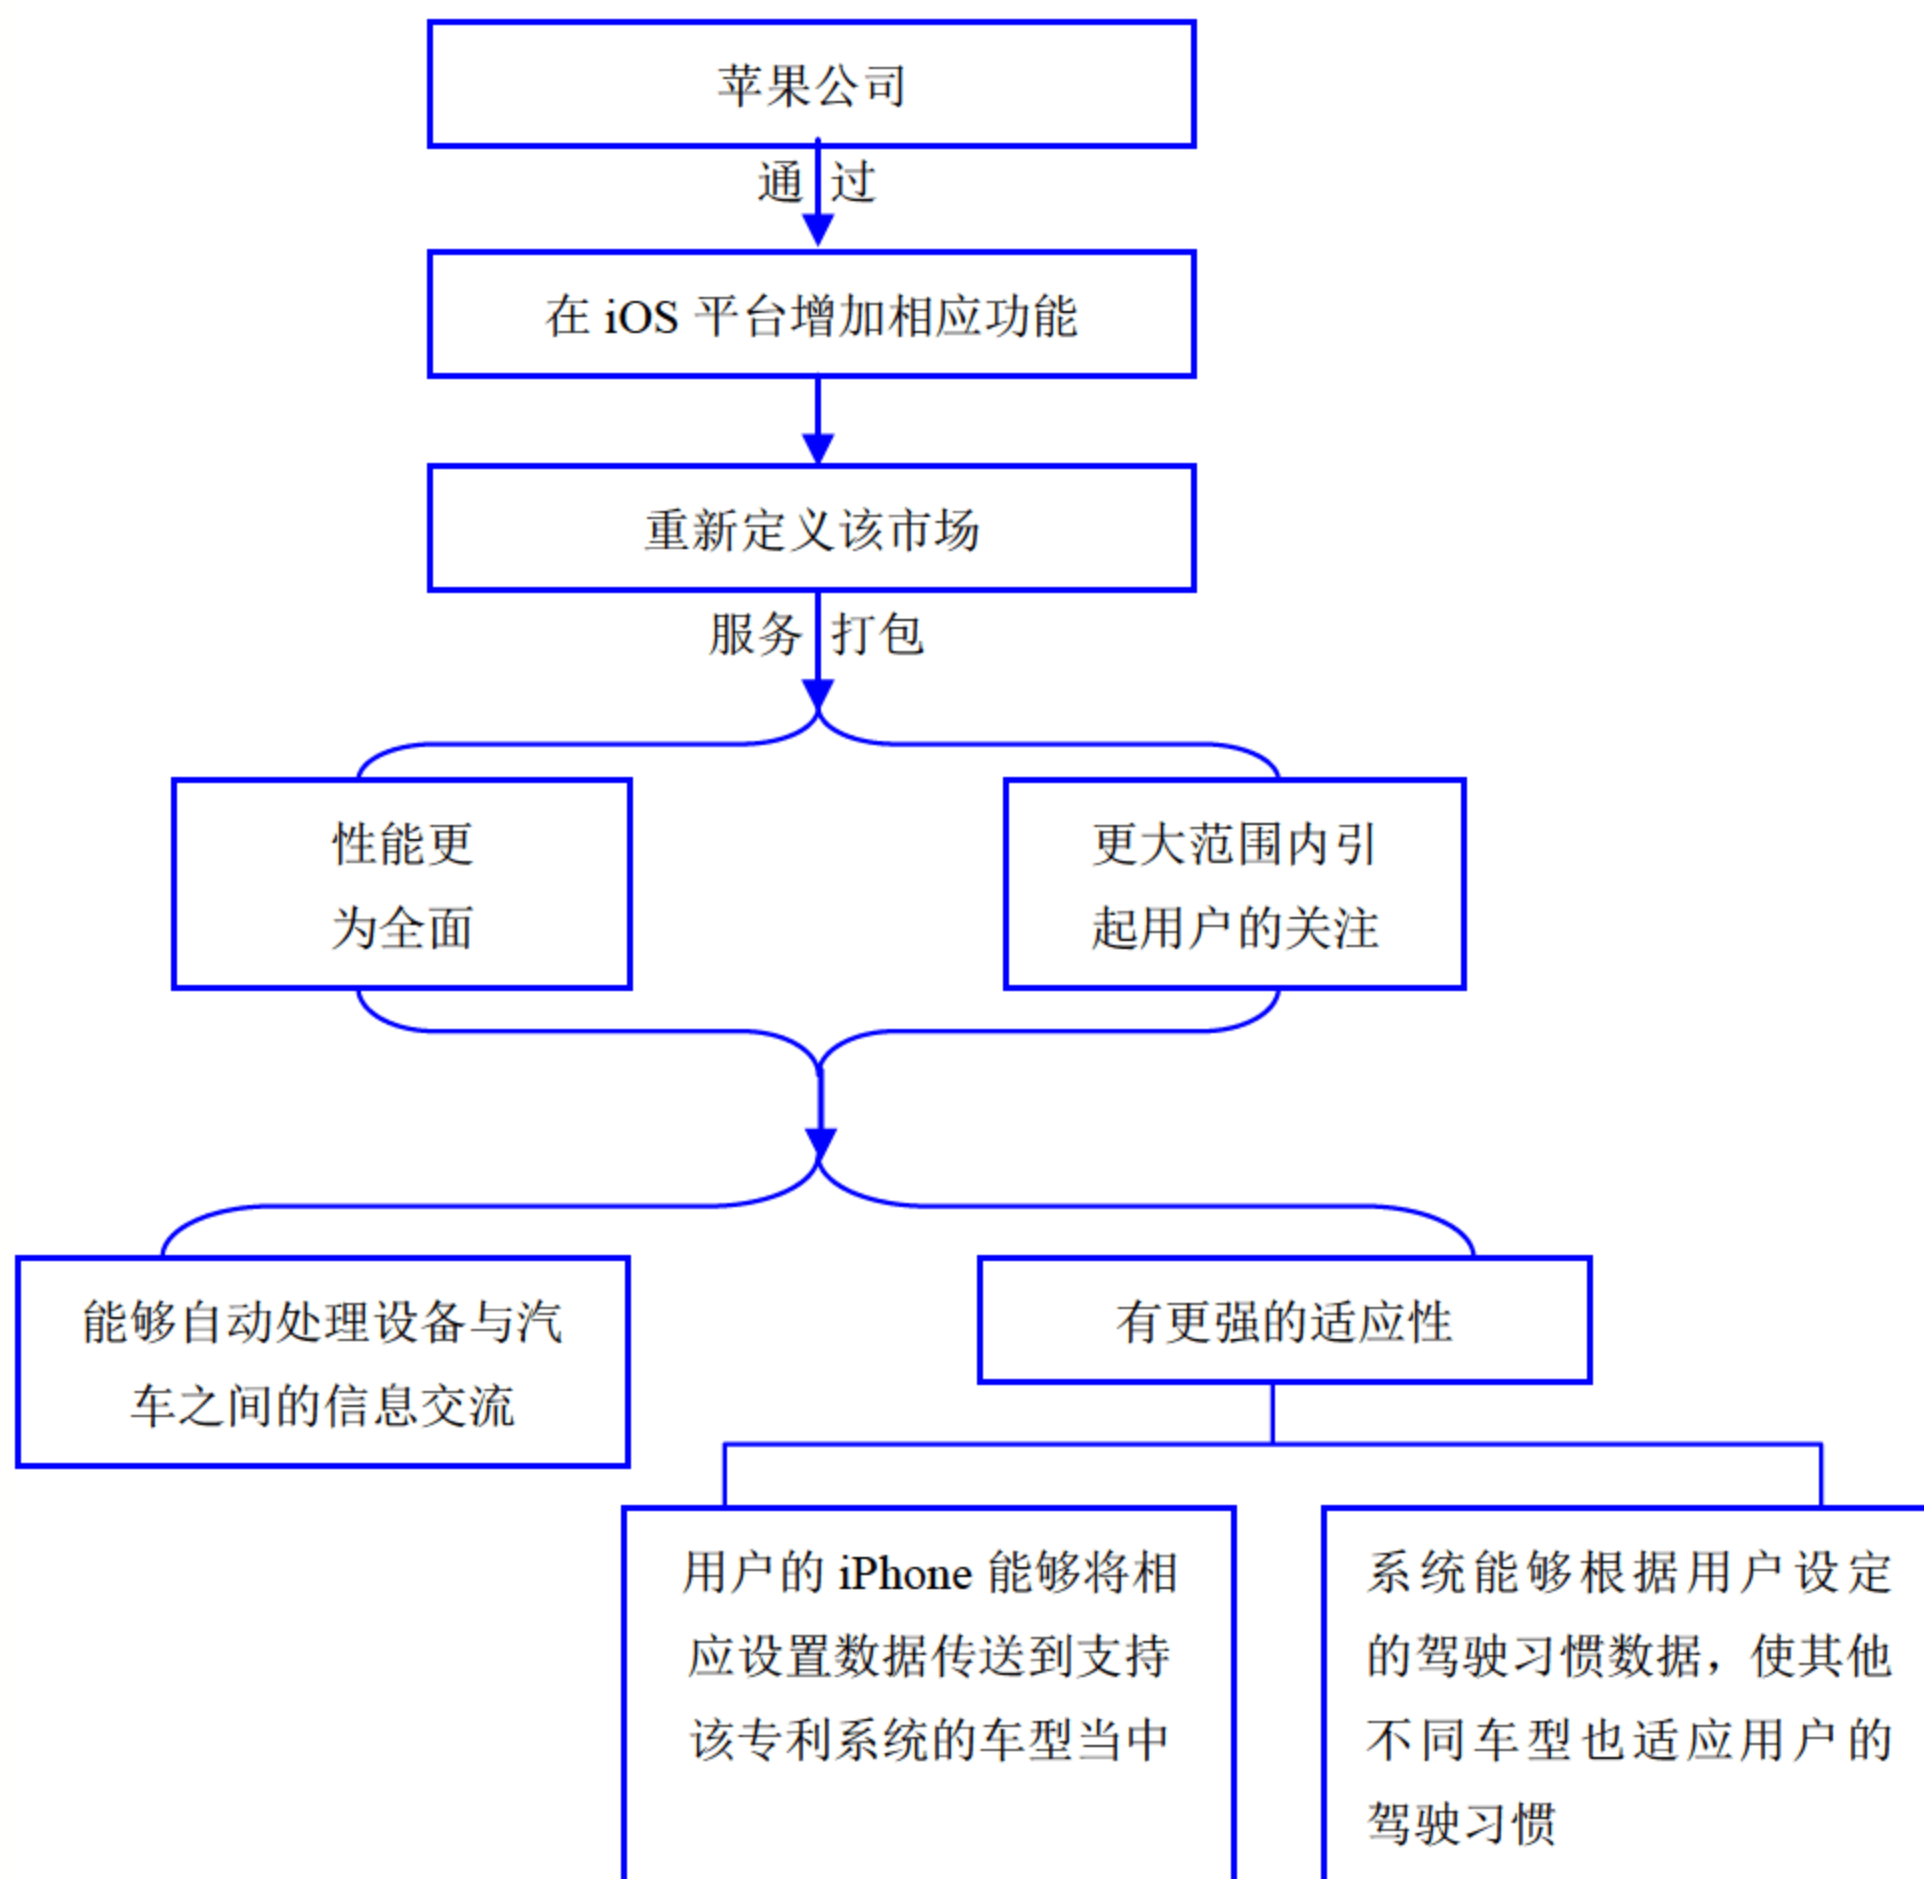 苹果公司
通过
在 iOS 平台增加相应功能
重新定义该市场
服务打包
性能更
为全面
更大范围内引
起用户的关注
能够自动处理设备与汽
车之间的信息交流
有更强的适应性
用户的 iPhone 能够将相
应设置数据传送到支持
该专利系统的车型当中
系统能够根据用户设定
的驾驶习惯数据，使其他
不同车型也适应用户的
驾驶习惯